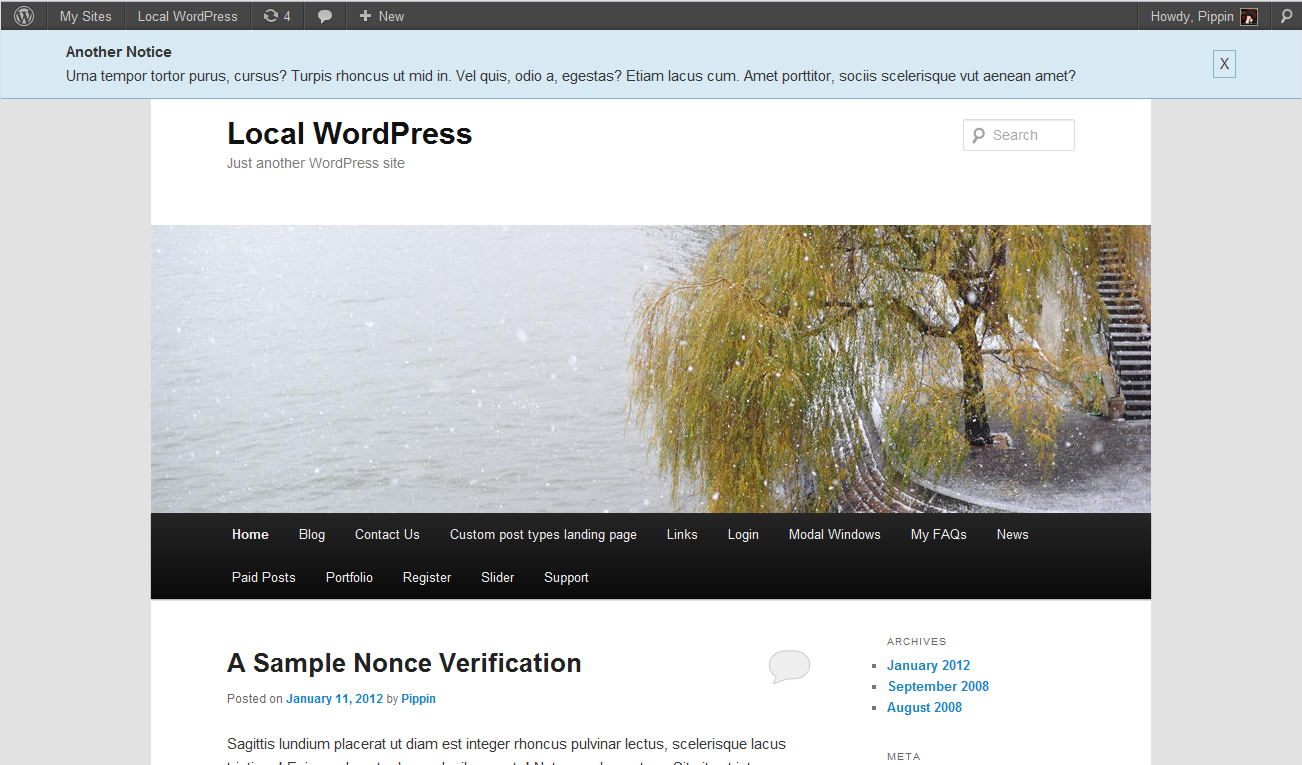 My Sites Local WordPress 4 New Howdy, Pippin
Another Notice
Urna tempor tortor purus, cursus? Turpis rhoncus ut mid in. Vel quis, odio a, egestas? Etiam lacus cum. Amet porttitor, sociis scelerisque vut aenean amet?
X
Local WordPress
Just another WordPress site
Search
Home Blog Contact Us Custom post types landing page Links Login Modal Windows My FAQs News
Paid Posts Portfolio Register Slider Support
A Sample Nonce Verification
Posted on January 11, 2012 by Pippin
Sagittis lundium placerat ut diam est integer rhoncus pulvinar lectus, scelerisque lacus
ARCHIVES
January 2012
September 2008
August 2008
META